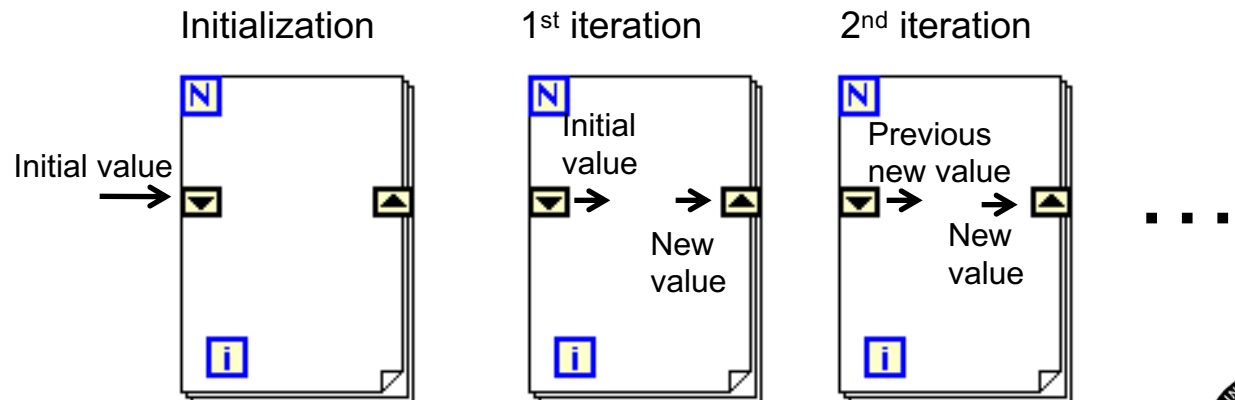 Initialization
1st iteration
2nd iteration
N
N
N
Initial value
Initial
value
New
value
Previous
new value
New
value
. . . .
i
i
i